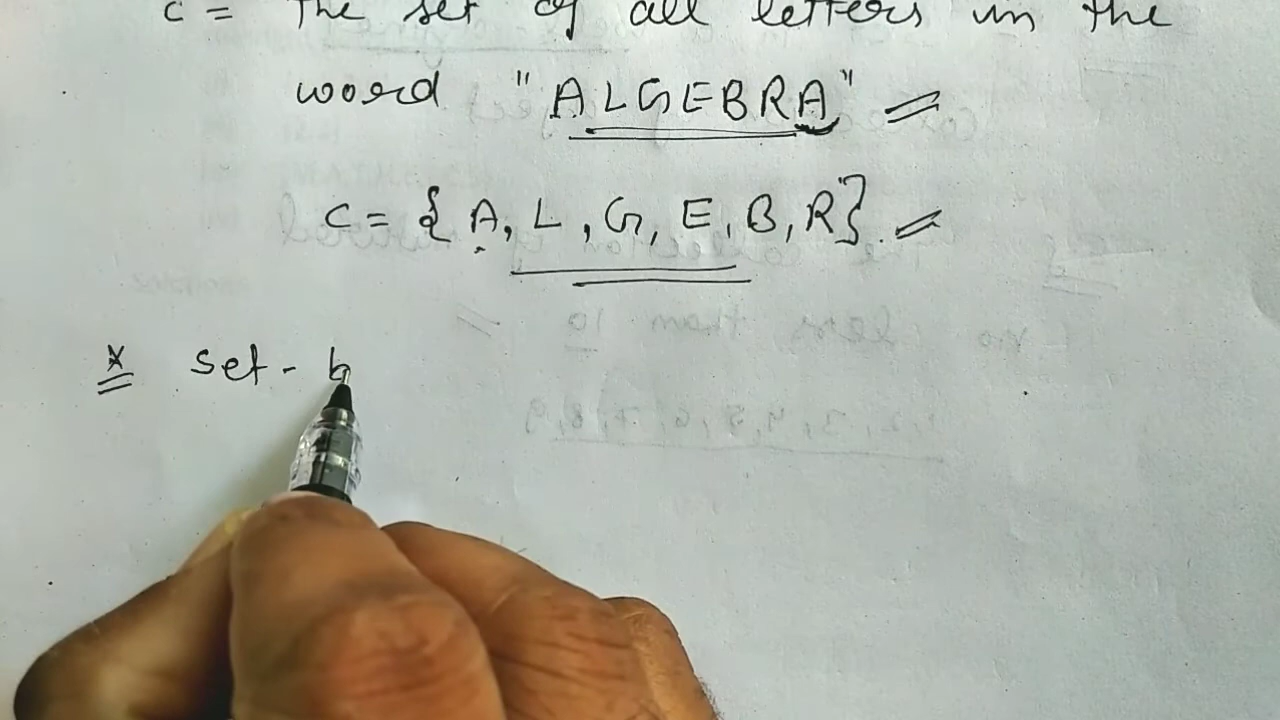 C = The set of all letters in the
word "ALGEBRA"
C = { A, L, G, E, B, R}.
* Set - b